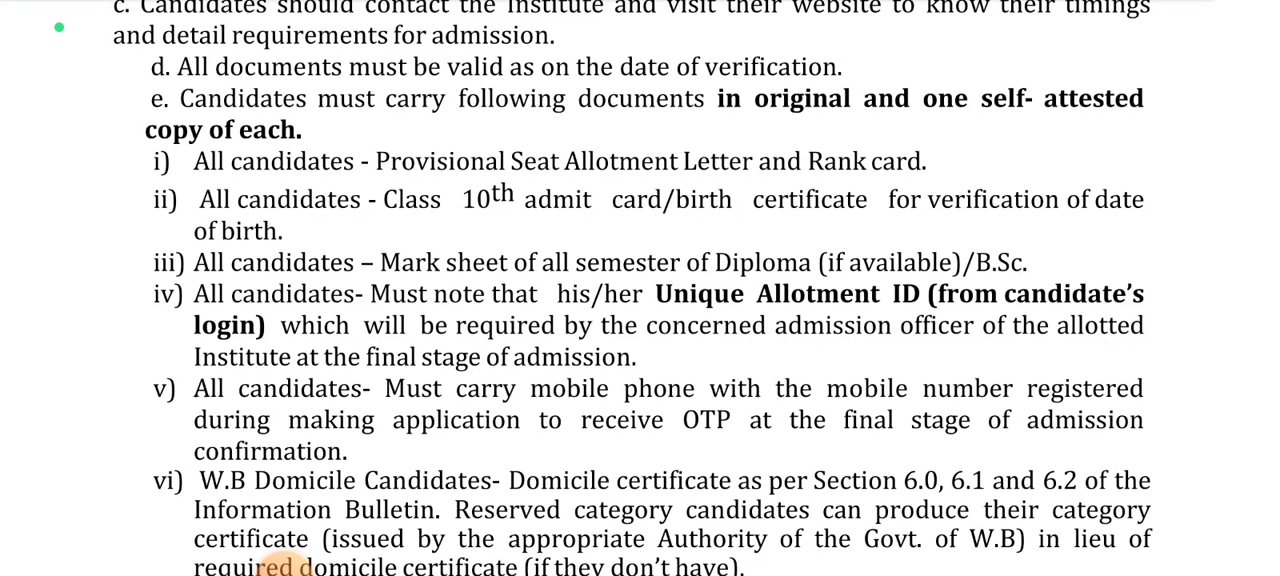 c. Candidates should contact the Institute and visit their website to know their timings
and detail requirements for admission.
d. All documents must be valid as on the date of verification.
e. Candidates must carry following documents in original and one self- attested
copy of each.
i) All candidates - Provisional Seat Allotment Letter and Rank card.
ii) All candidates - Class 10th admit card/birth certificate for verification of date
of birth.
iii) All candidates – Mark sheet of all semester of Diploma (if available)/B.Sc.
iv) All candidates- Must note that his/her Unique Allotment ID (from candidate's
login) which will be required by the concerned admission officer of the allotted
Institute at the final stage of admission.
v) All candidates- Must carry mobile phone with the mobile number registered
during making application to receive OTP at the final stage of admission
confirmation.
vi) W.B Domicile Candidates- Domicile certificate as per Section 6.0, 6.1 and 6.2 of the
Information Bulletin. Reserved category candidates can produce their category
certificate (issued by the appropriate Authority of the Govt. of W.B) in lieu of
required domicile certificate (if they don't have).